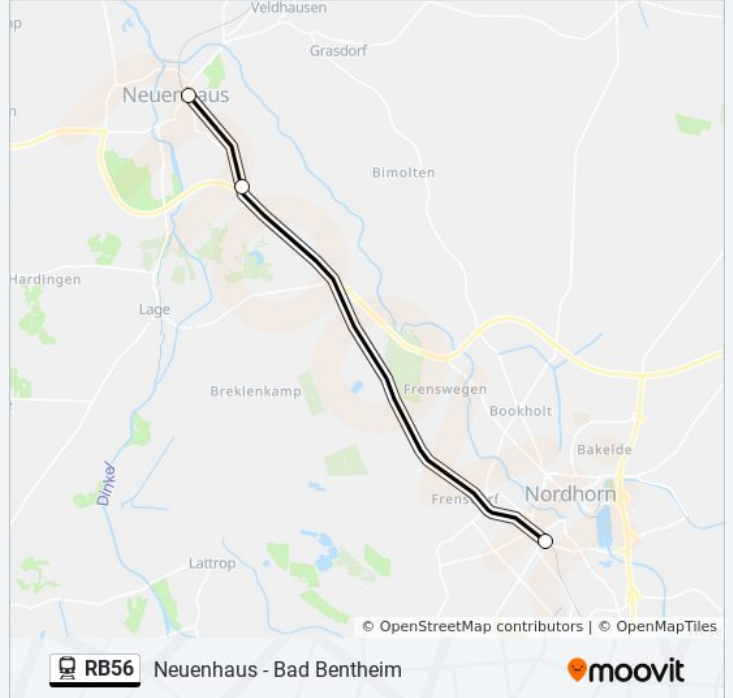 Veldhausen
Grasdorf
Neuenhaus
Bimolten
Hardingen
Lage
Breklenkamp
Frenswegen
Bookholt
Bakelde
Dinkel
Nordhorn
Frensdorf
Lattrop
© OpenStreetMap contributors | © OpenMapTiles
RB56 Neuenhaus - Bad Bentheim
moovit